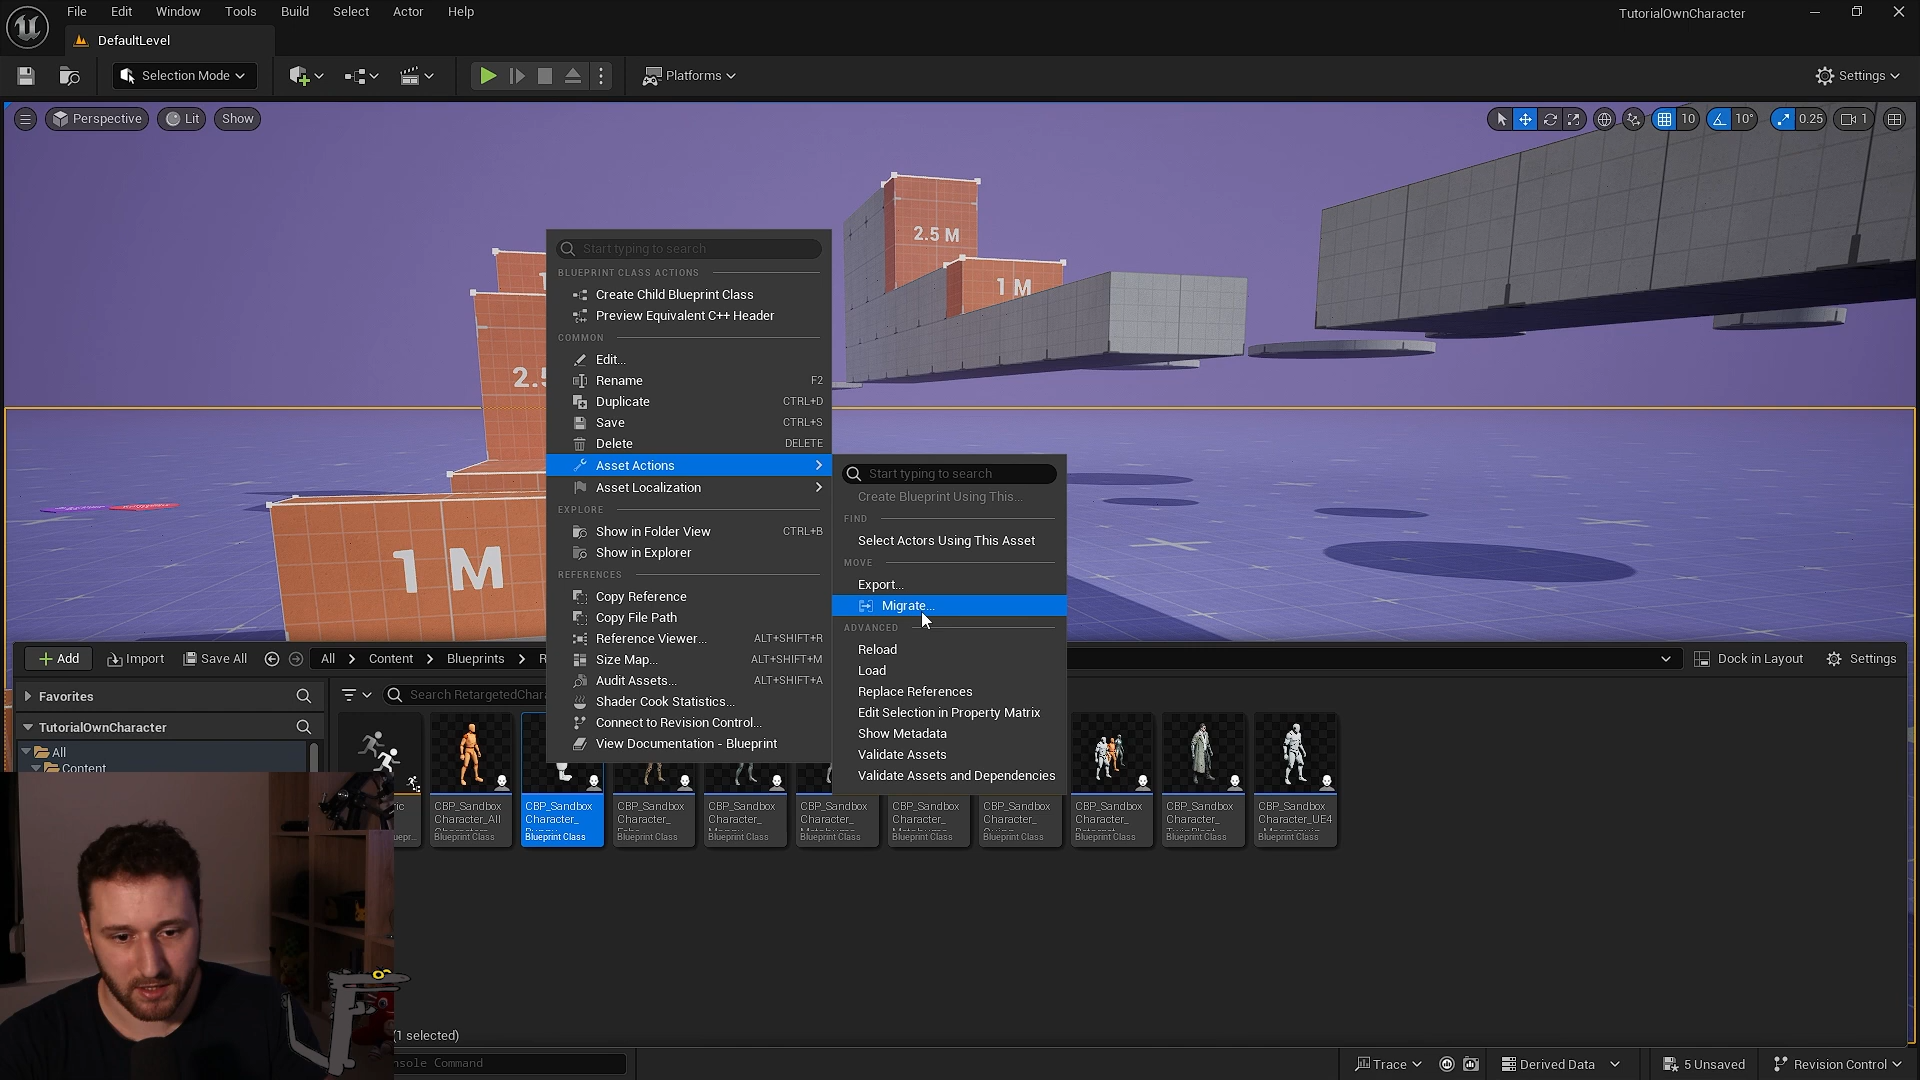 File Edit Window Tools Build Select Actor Help
TutorialOwnCharacter
DefaultLevel
Selection Mode
Platforms
Settings
Perspective
Lit
Show
10
10°
0.25
1
2.5 M
1 M
1 M
Start typing to search
BLUEPRINT CLASS ACTIONS
Create Child Blueprint Class
Preview Equivalent C++ Header
COMMON
Edit...
Rename F2
Duplicate CTRL+D
Save CTRL+S
Delete DELETE
Asset Actions
Asset Localization
EXPLORE
Show in Folder View CTRL+B
Show in Explorer
REFERENCES
Copy Reference
Copy File Path
Reference Viewer... ALT+SHIFT+R
Size Map... ALT+SHIFT+M
Audit Assets... ALT+SHIFT+A
Shader Cook Statistics...
Connect to Revision Control...
View Documentation - Blueprint
Start typing to search
Create Blueprint Using This...
FIND
Select Actors Using This Asset
MOVE
Export...
Migrate...
ADVANCED
Reload
Load
Replace References
Edit Selection in Property Matrix
Show Metadata
Validate Assets
Validate Assets and Dependencies
Add
Import
Save All
All
Content
Blueprints
Dock in Layout
Settings
Favorites
Search RetargetedChar
TutorialOwnCharacter
All
Content
CBP_Sandbox
Character_All
Blueprint Class
CBP_Sandbox
Character_
Blueprint Class
CBP_Sandbox
Character_
Blueprint Class
CBP_Sandbox
Character_
Blueprint Class
CBP_Sandbox
Character_
Blueprint Class
CBP_Sandbox
Character_
Blueprint Class
CBP_Sandbox
Character_
Blueprint Class
CBP_Sandbox
Character_
Blueprint Class
CBP_Sandbox
Character_
Blueprint Class
CBP_Sandbox
Character_UE4
Blueprint Class
(1 selected)
Console Command
Trace
Derived Data
5 Unsaved
Revision Control